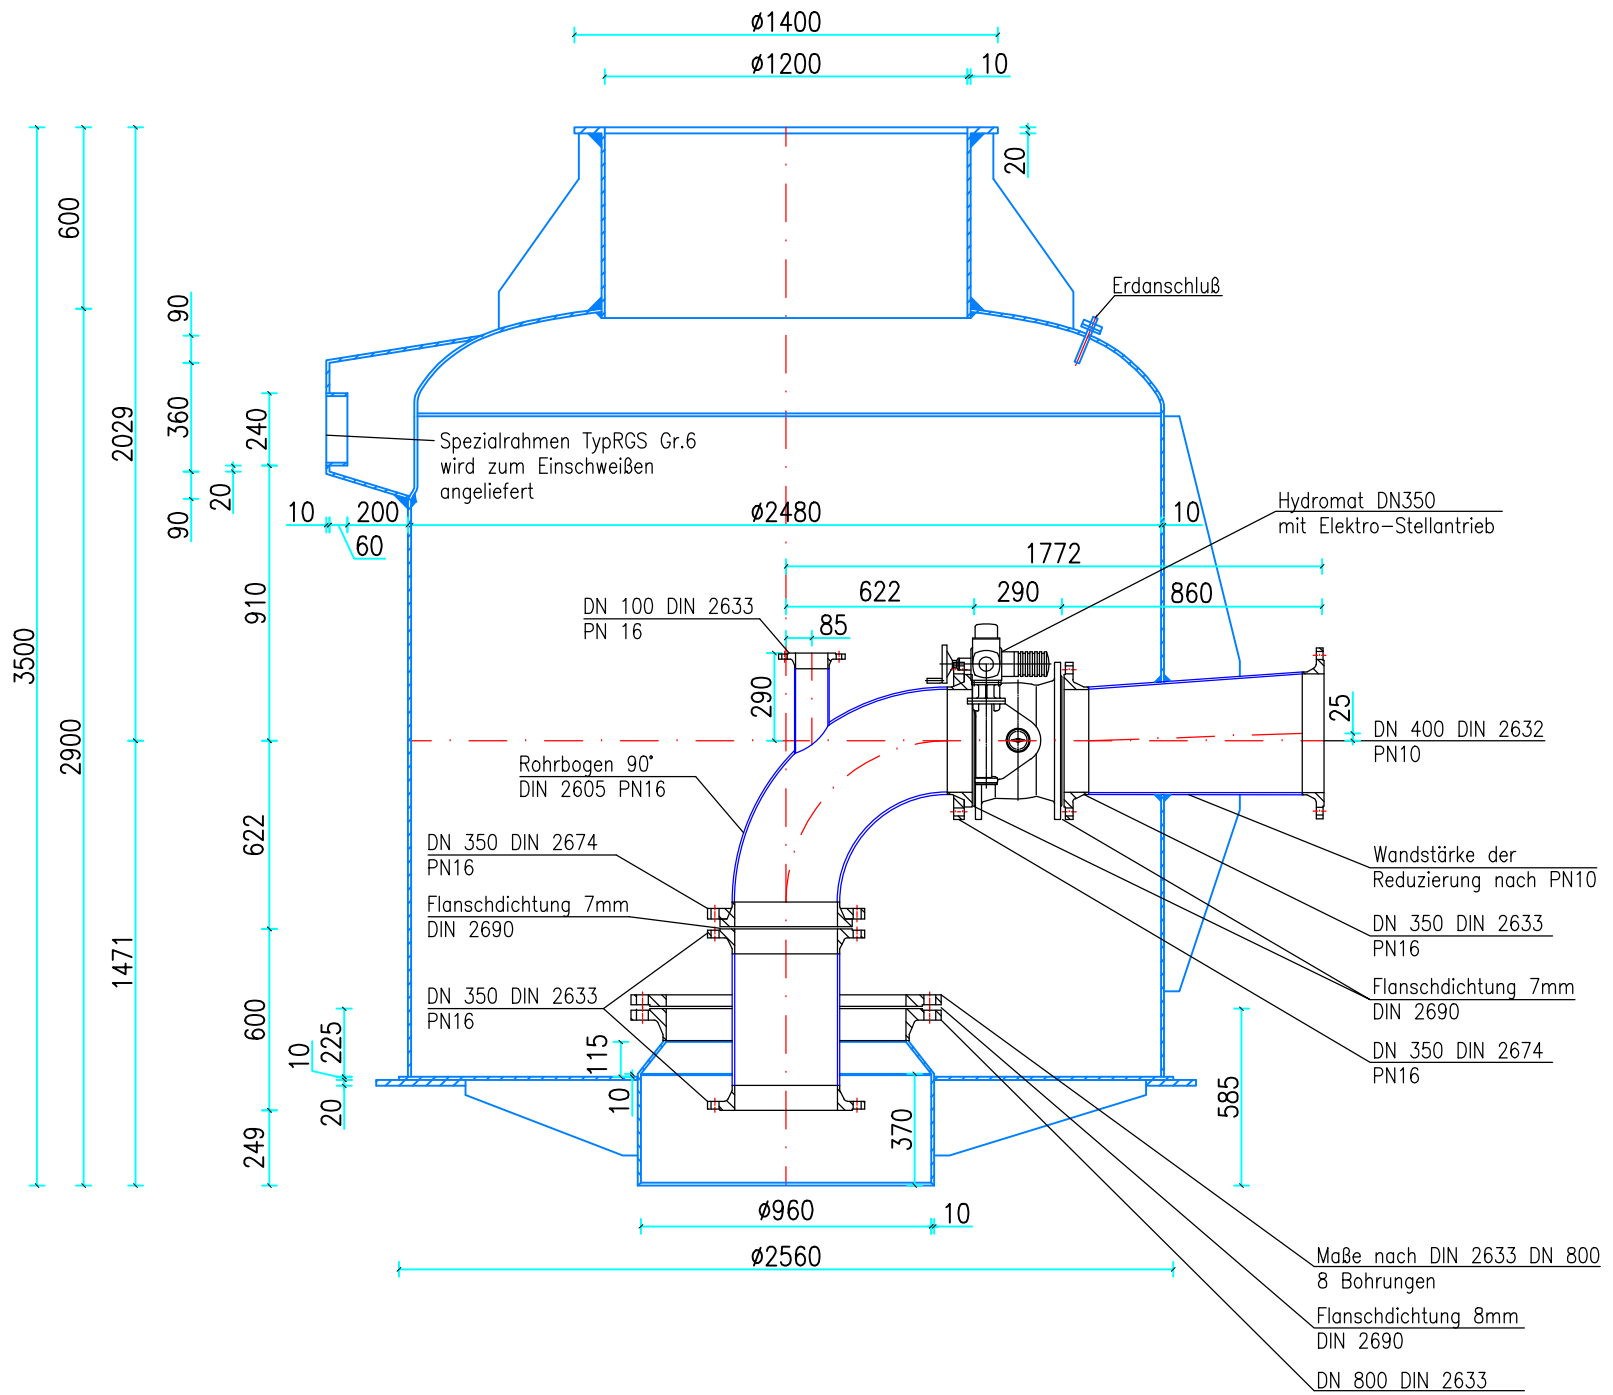 ø1400
ø1200
10
20
600
90
Erdanschluß
3500
2900
2029
360
240
Spezialrahmen TypRGS Gr.6
wird zum Einschweißen
angeliefert
20
90
10
200
60
ø2480
10
Hydromat DN350
mit Elektro-Stellantrieb
1772
622
290
860
910
DN 100 DIN 2633
PN 16
85
290
25
DN 400 DIN 2632
PN10
Rohrbogen 90°
DIN 2605 PN16
622
DN 350 DIN 2674
PN16
Wandstärke der
Reduzierung nach PN10
Flanschdichtung 7mm
DIN 2690
DN 350 DIN 2633
PN16
1471
DN 350 DIN 2633
PN16
Flanschdichtung 7mm
DIN 2690
600
225
10
115
DN 350 DIN 2674
PN16
20
10
585
249
370
ø960
10
ø2560
Maße nach DIN 2633 DN 800
8 Bohrungen
Flanschdichtung 8mm
DIN 2690
DN 800 DIN 2633